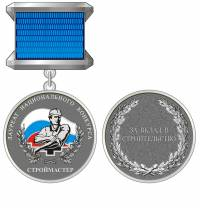 ЛАУРЕАТ НАЦИОНАЛЬНОГО КОНКУРСА
СТРОЙМАСТЕР
ЗА ВКЛАД В
СТРОИТЕЛЬСТВО